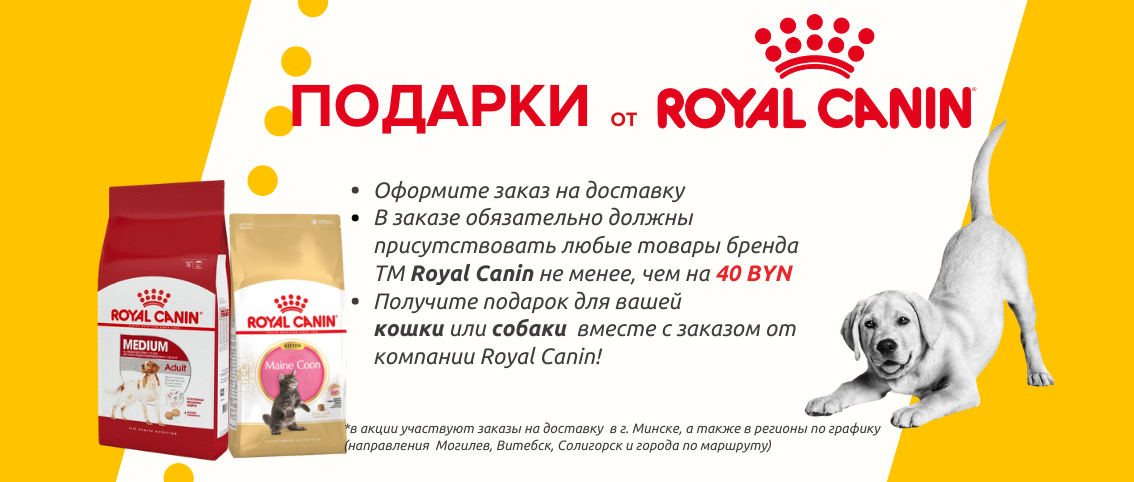 ПОДАРКИ от ROYAL CANIN
• Оформите заказ на доставку
• В заказе обязательно должны
присутствовать любые товары бренда
ТМ Royal Canin не менее, чем на 40 BYN
• Получите подарок для вашей
кошки или собаки вместе с заказом от
компании Royal Canin!
*в акции участвуют заказы на доставку в г. Минске, а также в регионы по графику
(направления Могилев, Витебск, Солигорск и города по маршруту)
ROYAL CANIN
MEDIUM
Adult
ROYAL CANIN
KITTEN
Maine Coon